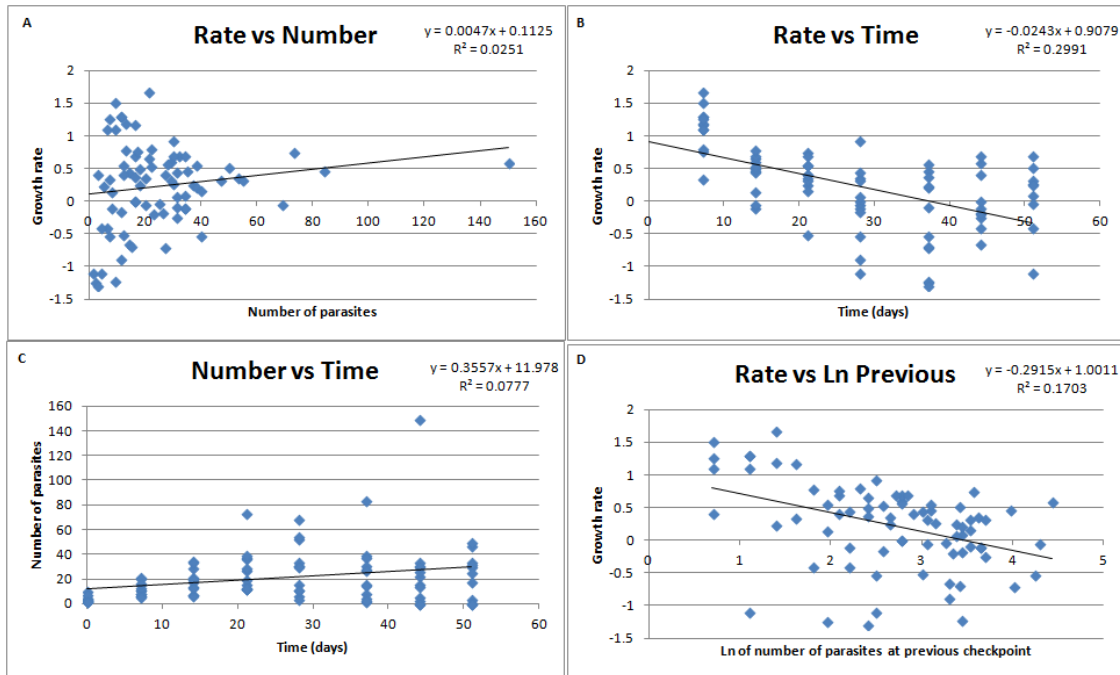 A
Rate vs Number
y = 0.0047x + 0.1125
R² = 0.0251
2
1.5
1
0.5
0
-0.5
-1
-1.5
0 20 40 60 80 100 120 140 160
Growth rate
Number of parasites
B
Rate vs Time
y = -0.0243x + 0.9079
R² = 0.2991
2
1.5
1
0.5
0
-0.5
-1
-1.5
0 10 20 30 40 50 60
Growth rate
Time (days)
C
Number vs Time
y = 0.3557x + 11.978
R² = 0.0777
160
140
120
100
80
60
40
20
0
0 10 20 30 40 50 60
Number of parasites
Time (days)
D
Rate vs Ln Previous
y = -0.2915x + 1.0011
R² = 0.1703
2
1.5
1
0.5
0
-0.5
-1
-1.5
0 1 2 3 4 5
Growth rate
Ln of number of parasites at previous checkpoint